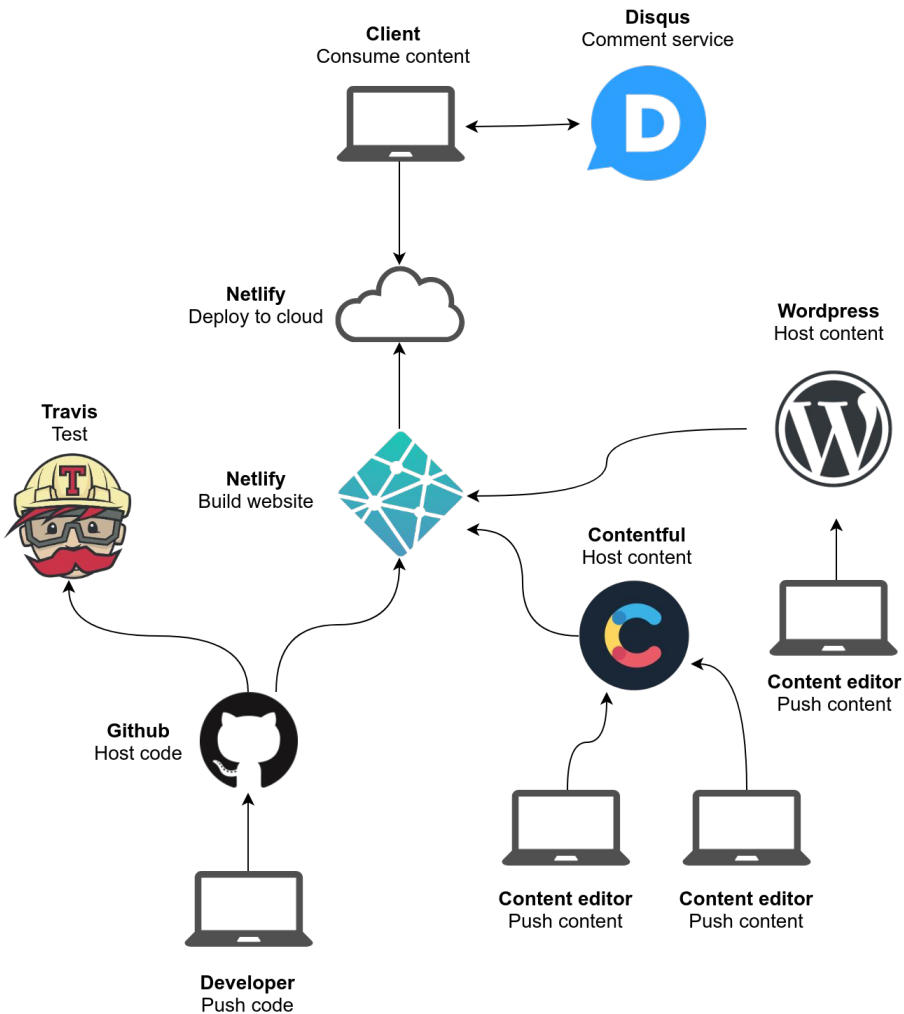 Disqus
Comment service
Client
Consume content
D
Netlify
Deploy to cloud
Wordpress
Host content
W
Travis
Test
T
Netlify
Build website
Contentful
Host content
C
Content editor
Push content
Github
Host code
Content editor
Push content
Content editor
Push content
Developer
Push code